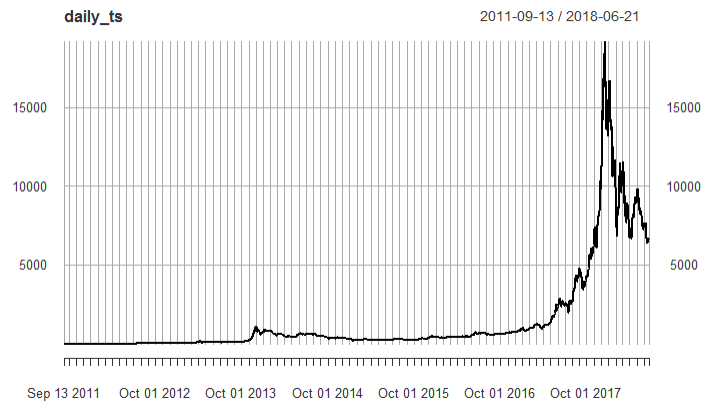 daily_ts 2011-09-13 / 2018-06-21
15000 15000
10000 10000
5000 5000
Sep 13 2011 Oct 01 2012 Oct 01 2013 Oct 01 2014 Oct 01 2015 Oct 01 2016 Oct 01 2017